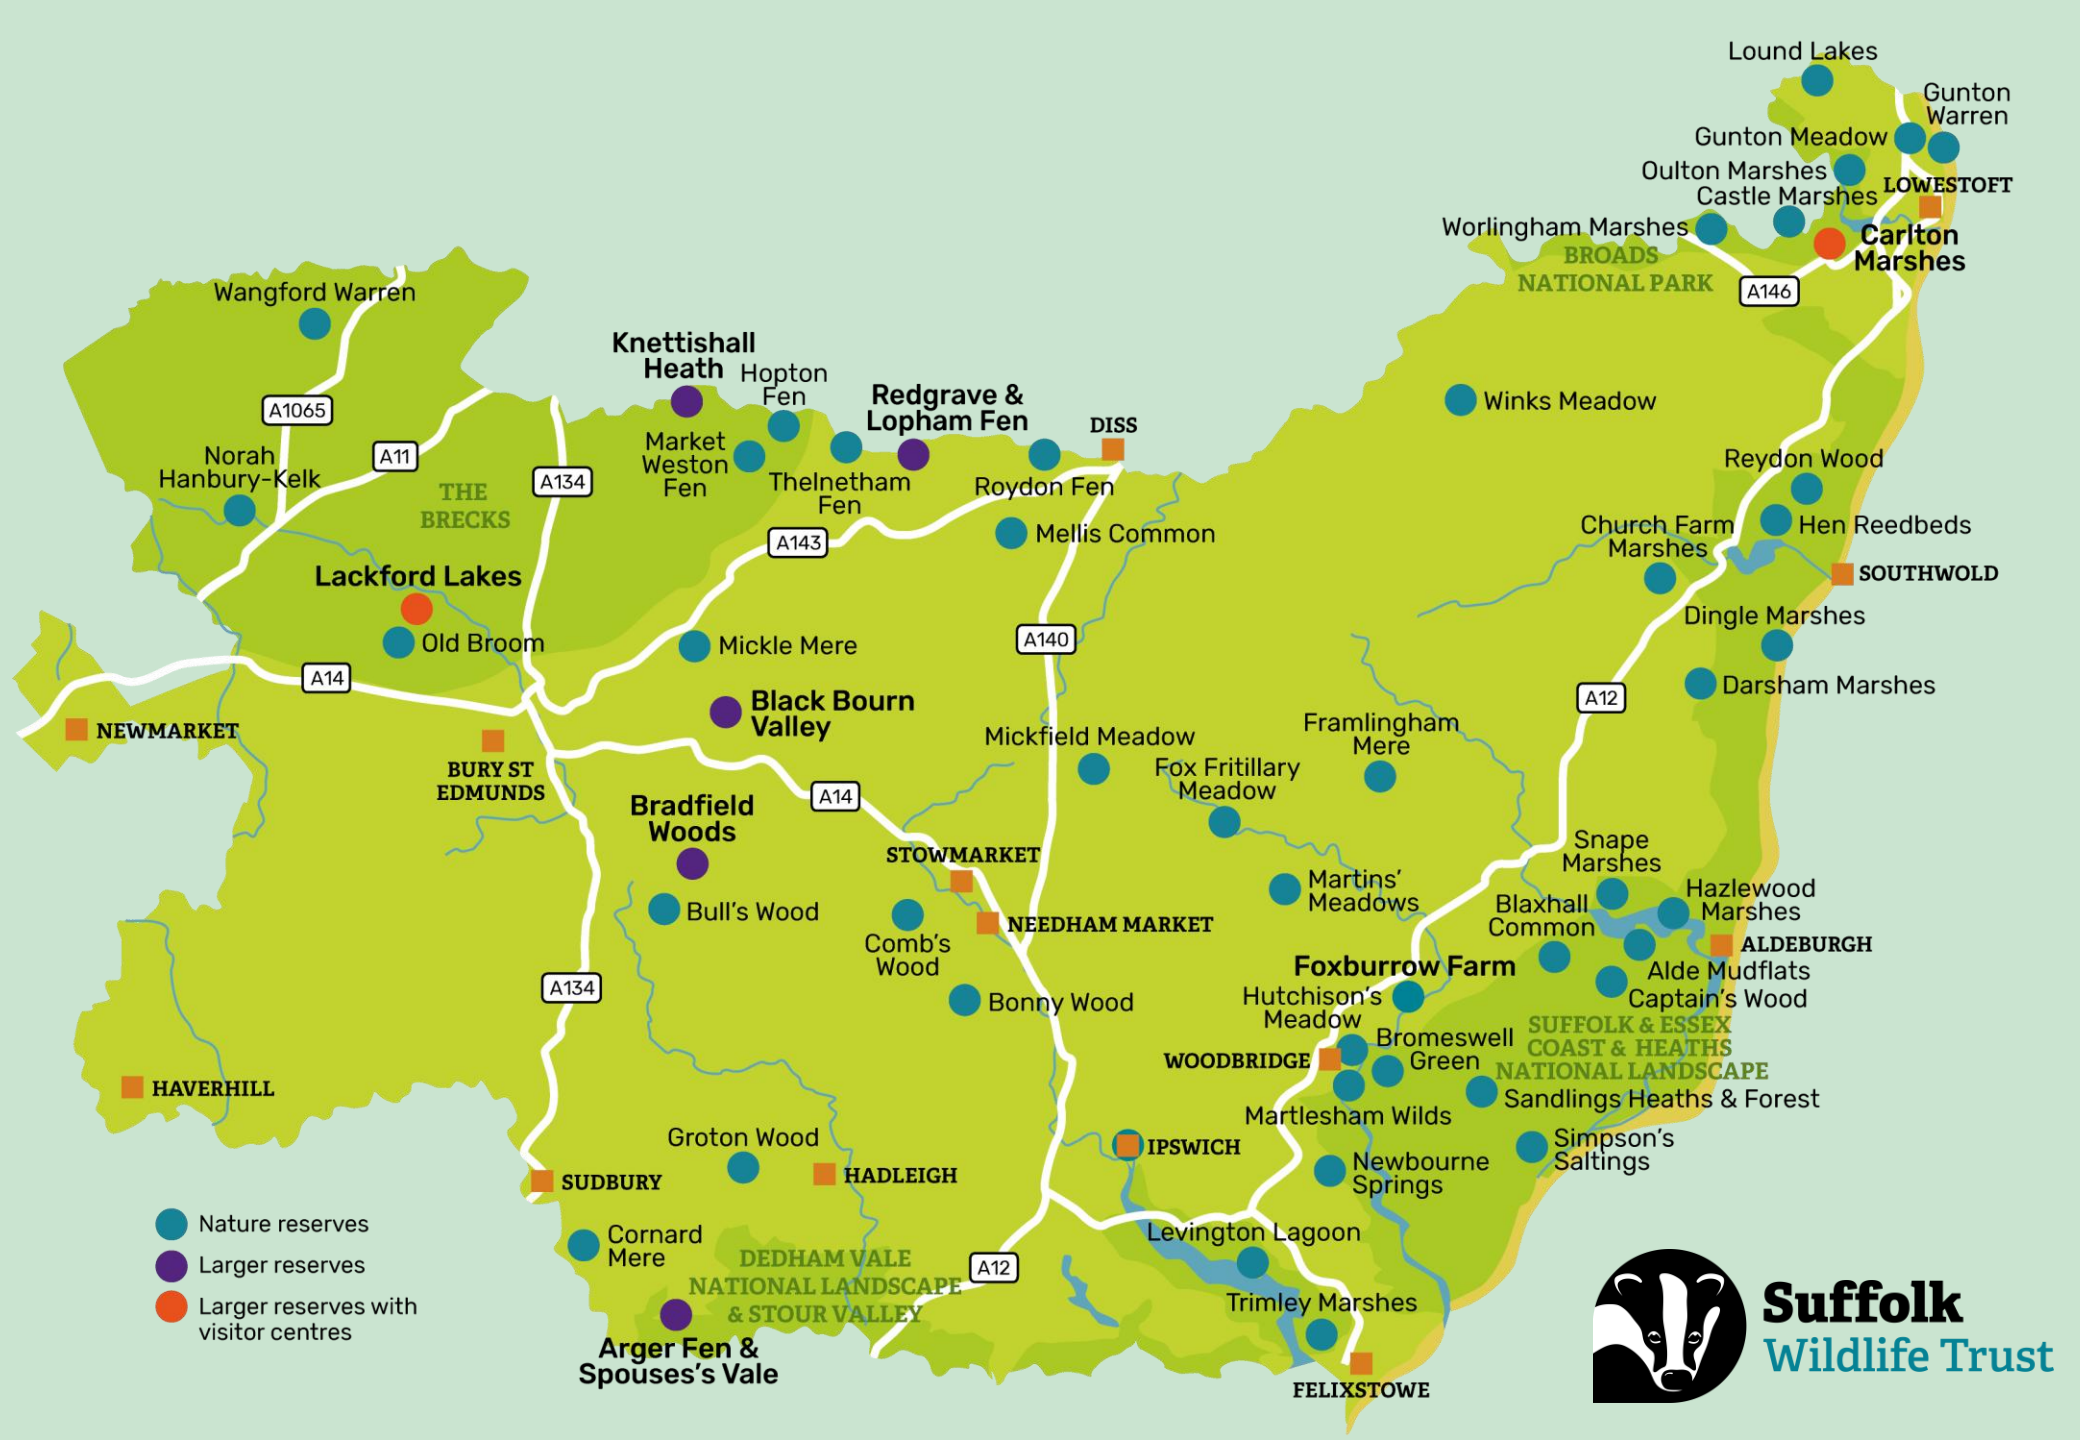 Lound Lakes
Gunton
Warren
Gunton Meadow
Oulton Marshes
LOWESTOFT
Castle Marshes
Worlingham Marshes
Carlton
Marshes
BROADS
NATIONAL PARK
A146
Wangford Warren
Knettishall
Heath
Hopton
Fen
Redgrave &
Lopham Fen
DISS
A1065
A11
A134
Norah
Hanbury-Kelk
THE
BRECKS
Market
Weston
Fen
Thelnetham
Fen
Roydon Fen
Winks Meadow
Reydon Wood
A143
Mellis Common
Church Farm
Marshes
Hen Reedbeds
SOUTHWOLD
Lackford Lakes
Old Broom
Mickle Mere
A140
Dingle Marshes
A14
A12
Darsham Marshes
NEWMARKET
Black Bourn
Valley
Mickfield Meadow
Framlingham
Mere
BURY ST
EDMUNDS
Fox Fritillary
Meadow
A14
Bradfield
Woods
STOWMARKET
Snape
Marshes
Martins’
Meadows
Hazlewood
Marshes
Blaxhall
Common
Bull’s Wood
NEEDHAM MARKET
ALDEBURGH
Comb’s
Wood
Foxburrow Farm
Alde Mudflats
Captain’s Wood
A134
Bonny Wood
Hutchison’s
Meadow
SUFFOLK & ESSEX
COAST & HEATHS
NATIONAL LANDSCAPE
Bromeswell
Green
WOODBRIDGE
HAVERHILL
Sandlings Heaths & Forest
Martlesham Wilds
Groton Wood
IPSWICH
Simpson’s
Saltings
SUDBURY
HADLEIGH
Newbourne
Springs
Nature reserves
Larger reserves
Larger reserves with
visitor centres
Cornard
Mere
DEDHAM VALE
NATIONAL LANDSCAPE
& STOUR VALLEY
A12
Levington Lagoon
Trimley Marshes
Arger Fen &
Spouses’s Vale
FELIXSTOWE
Suffolk
Wildlife Trust